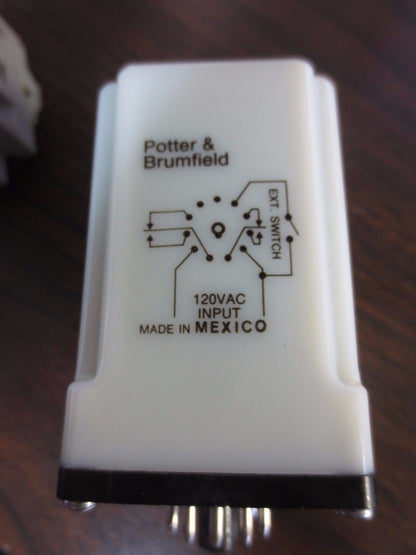 Potter &
Brumfield
EXT. SWITCH
120VAC
INPUT
MADE IN MEXICO